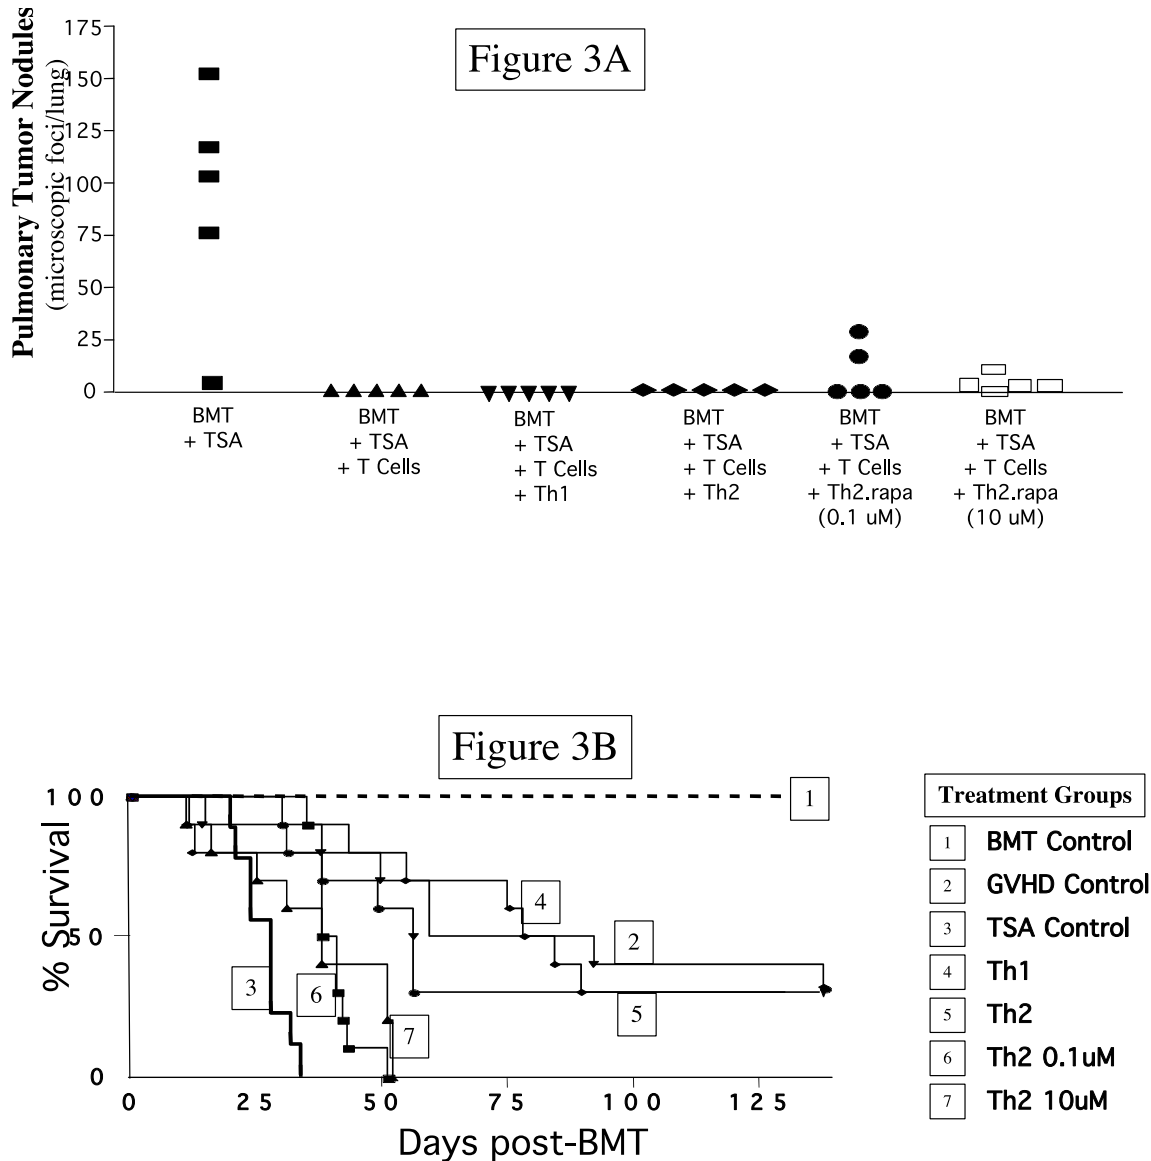 Figure 3A
Pulmonary Tumor Nodules
(microscopic foci/lung)
175
150
125
100
75
50
25
0
BMT
+ TSA
BMT
+ TSA
+ T Cells
BMT
+ TSA
+ T Cells
+ Th1
BMT
+ TSA
+ T Cells
+ Th2
BMT
+ TSA
+ T Cells
+ Th2.rapa
(0.1 uM)
BMT
+ TSA
+ T Cells
+ Th2.rapa
(10 uM)
Figure 3B
% Survival
100
50
0
1
4
2
3
6
5
7
0
25
50
75
100
125
Days post-BMT
Treatment Groups
1 BMT Control
2 GVHD Control
3 TSA Control
4 Th1
5 Th2
6 Th2 0.1uM
7 Th2 10uM